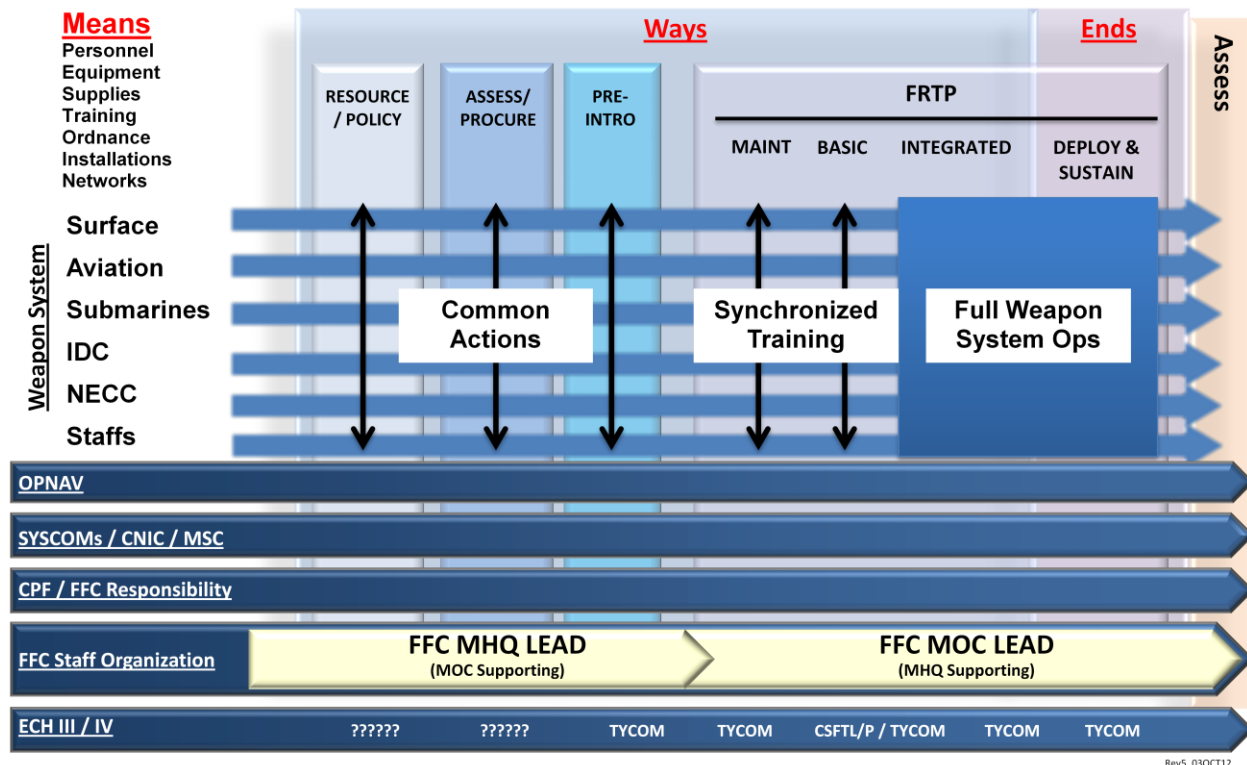 Means
Personnel
Equipment
Supplies
Training
Ordnance
Installations
Networks
Ways
Ends
Assess
RESOURCE
/ POLICY
ASSESS/
PROCURE
PRE-
INTRO
FRTP
MAINT
BASIC
INTEGRATED
DEPLOY &
SUSTAIN
Weapon System
Surface
Aviation
Submarines
IDC
NECC
Staffs
Common
Actions
Synchronized
Training
Full Weapon
System Ops
OPNAV
SYSCOMs / CNIC / MSC
CPF / FFC Responsibility
FFC Staff Organization
FFC MHQ LEAD
(MOC Supporting)
FFC MOC LEAD
(MHQ Supporting)
ECH III / IV
??????
??????
TYCOM
TYCOM
CSFTL/P / TYCOM
TYCOM
TYCOM
Rev5 03OCT12